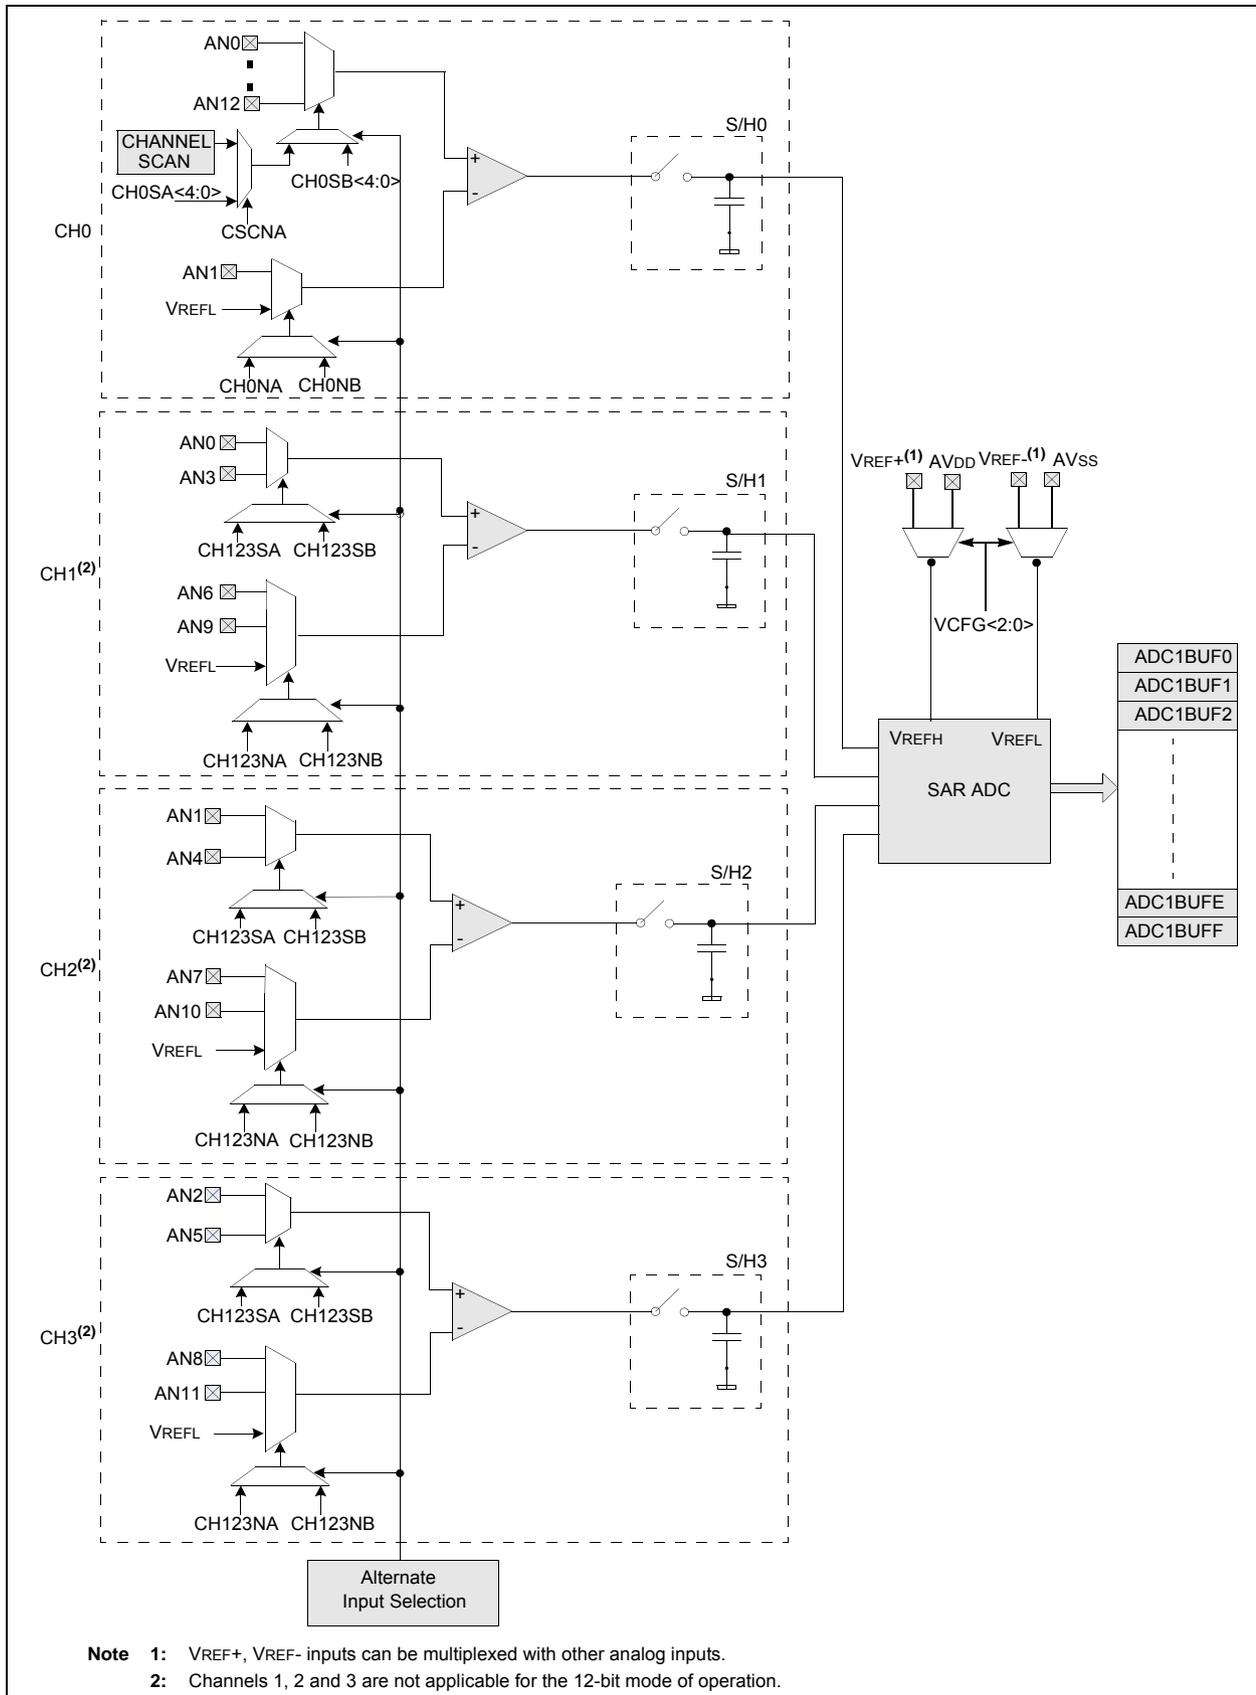 AN0
AN12
CHANNEL
SCAN
CH0SA<4:0>
CH0SB<4:0>
CSCNA
CH0
AN1
VREFL
CH0NA
CH0NB
S/H0
+
-
AN0
AN3
CH123SA
CH123SB
CH1(2)
AN6
AN9
VREFL
CH123NA
CH123NB
S/H1
+
-
VREF+(1)
AVDD
VREF-(1)
AVSS
VCFG<2:0>
VREFH
VREFL
SAR ADC
ADC1BUF0
ADC1BUF1
ADC1BUF2
ADC1BUFE
ADC1BUFF
AN1
AN4
CH123SA
CH123SB
CH2(2)
AN7
AN10
VREFL
CH123NA
CH123NB
S/H2
+
-
AN2
AN5
CH123SA
CH123SB
CH3(2)
AN8
AN11
VREFL
CH123NA
CH123NB
S/H3
+
-
Alternate
Input Selection
Note 1: VREF+, VREF- inputs can be multiplexed with other analog inputs.
2: Channels 1, 2 and 3 are not applicable for the 12-bit mode of operation.